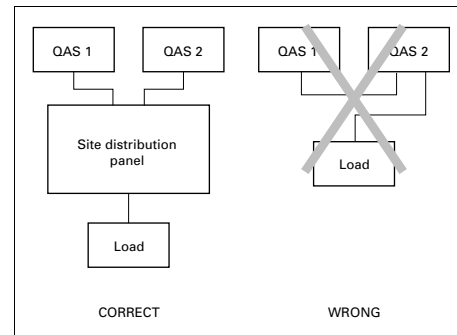 QAS 1
QAS 2
Site distribution
panel
Load
CORRECT
QAS 1
QAS 2
Load
WRONG